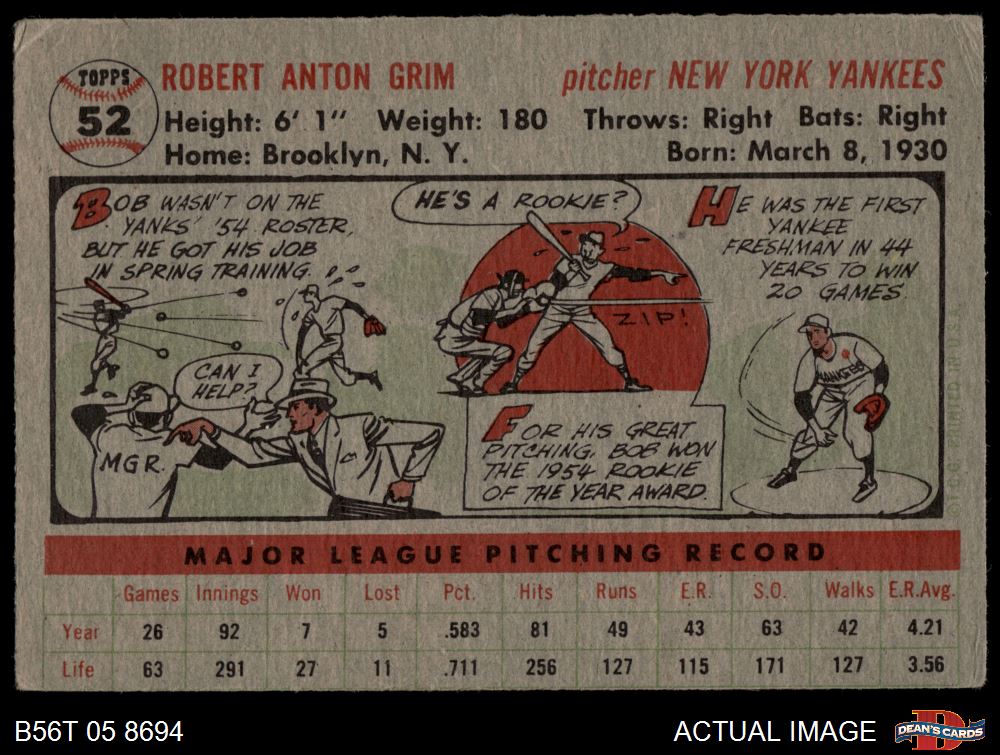 TOPPS
52
ROBERT ANTON GRIM pitcher NEW YORK YANKEES
Height: 6' 1" Weight: 180 Throws: Right Bats: Right
Home: Brooklyn, N. Y. Born: March 8, 1930
BOB WASN'T ON THE
YANKS' '54 ROSTER,
BUT HE GOT HIS JOB
IN SPRING TRAINING.
CAN I
HELP?
MGR.
HE'S A ROOKIE?
ZIP!
FOR HIS GREAT
PITCHING, BOB WON
THE 1954 ROOKIE
OF THE YEAR AWARD.
HE WAS THE FIRST
YANKEE
FRESHMAN IN 44
YEARS TO WIN
20 GAMES.
YANKEES
MAJOR LEAGUE PITCHING RECORD
Games Innings Won Lost Pct. Hits Runs E.R. S.O. Walks E.R.Avg.
Year 26 92 7 5 .583 81 49 43 63 42 4.21
Life 63 291 27 11 .711 256 127 115 171 127 3.56
B56T 05 8694 ACTUAL IMAGE
DEAN'S CARDS